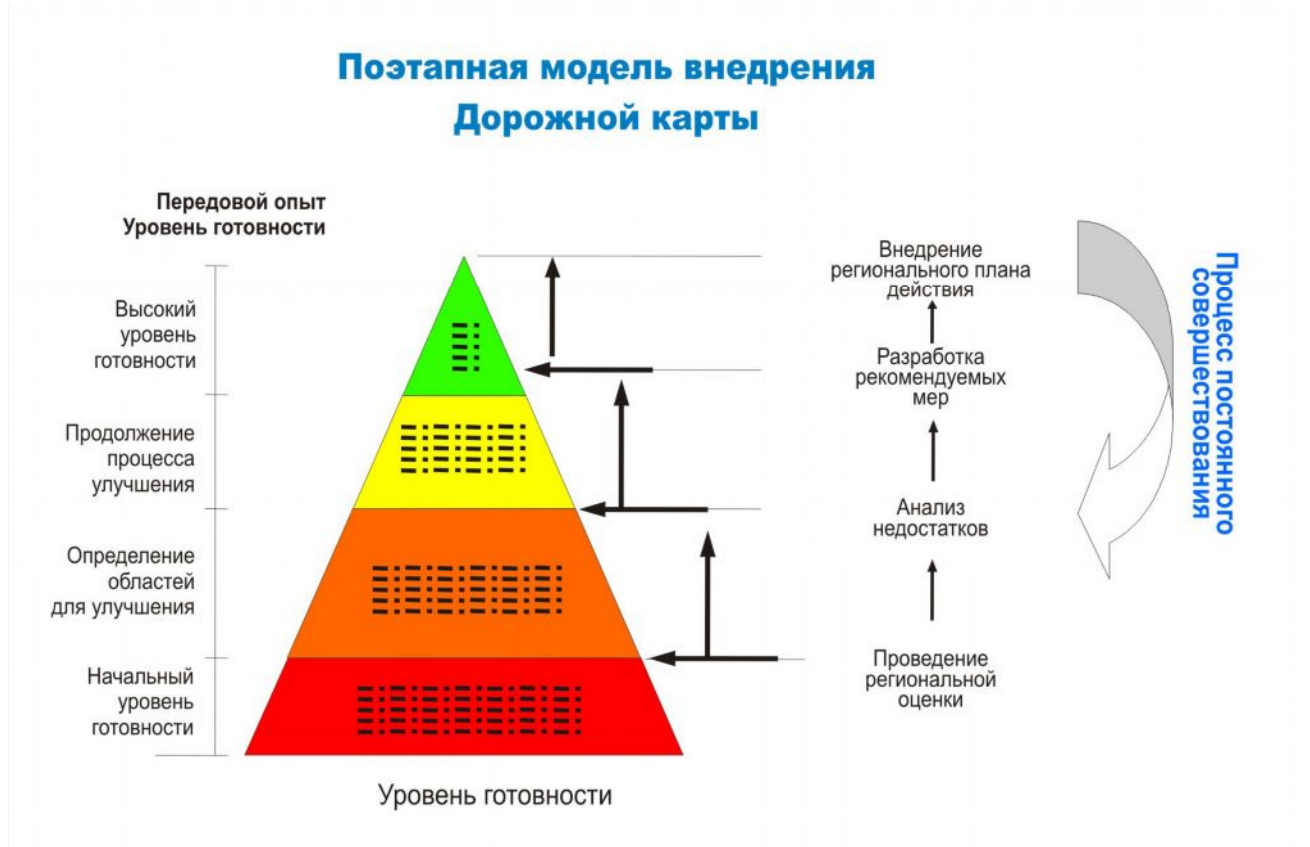 Поэтапная модель внедрения
Дорожной карты
Передовой опыт
Уровень готовности
Высокий
уровень
готовности
Продолжение
процесса
улучшения
Определение
областей
для улучшения
Начальный
уровень
готовности
Уровень готовности
Внедрение
регионального плана
действия
Разработка
рекомендуемых
мер
Анализ
недостатков
Проведение
региональной
оценки
Процесс постоянного
совершествования